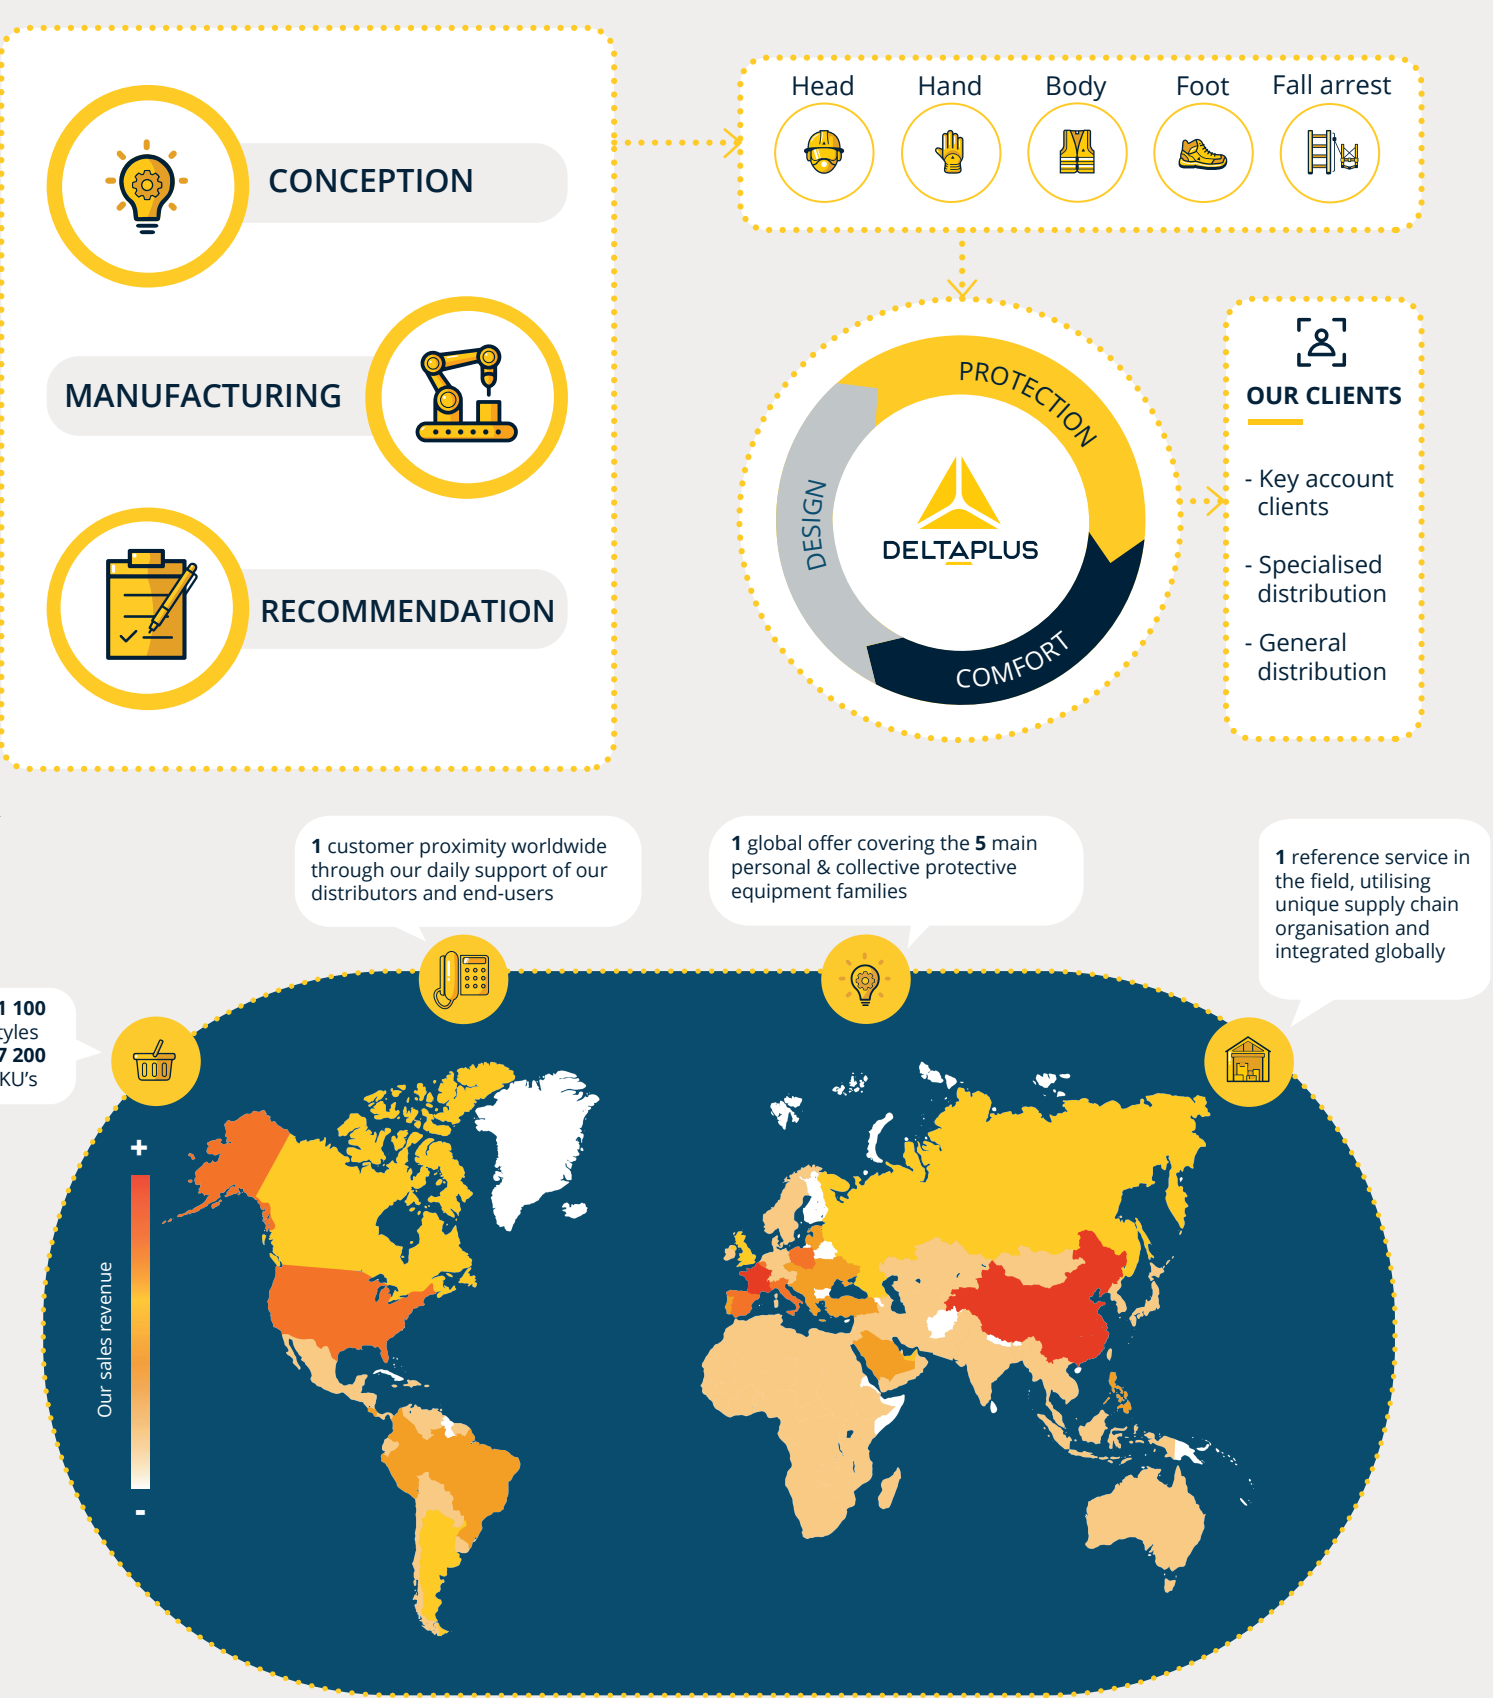 CONCEPTION
MANUFACTURING
RECOMMENDATION
Head
Hand
Body
Foot
Fall arrest
PROTECTION
DESIGN
COMFORT
DELTAPLUS
OUR CLIENTS
- Key account
clients
- Specialised
distribution
- General
distribution
1 customer proximity worldwide
through our daily support of our
distributors and end-users
1 global offer covering the 5 main
personal & collective protective
equipment families
1 reference service in
the field, utilising
unique supply chain
organisation and
integrated globally
1 100
tyles
7 200
KU's
+
Our sales revenue
-